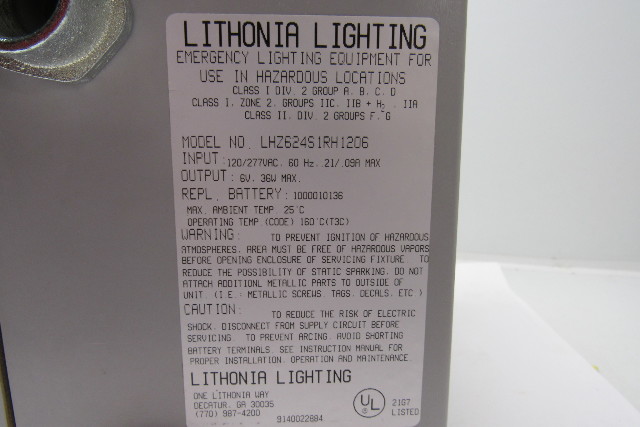 LITHONIA LIGHTING
EMERGENCY LIGHTING EQUIPMENT FOR
USE IN HAZARDOUS LOCATIONS
CLASS I DIV. 2 GROUP A, B, C, D
CLASS I, ZONE 2, GROUPS IIC, IIB + H₂ , IIA
CLASS II, DIV. 2 GROUPS F, G
MODEL NO. LHZ624S1RH1206
INPUT: 120/277VAC. 60 Hz .21/.09A MAX
OUTPUT: 6V. 36W MAX.
REPL. BATTERY: 1000010136
MAX. AMBIENT TEMP. 25°C
OPERATING TEMP.(CODE) 160°C(T3C)
WARNING: TO PREVENT IGNITION OF HAZARDOUS
ATMOSPHERES, AREA MUST BE FREE OF HAZARDOUS VAPORS
BEFORE OPENING ENCLOSURE OF SERVICING FIXTURE. TO
REDUCE THE POSSIBILITY OF STATIC SPARKING, DO NOT
ATTACH ADDITIONL METALLIC PARTS TO OUTSIDE OF
UNIT. (I.E.: METALLIC SCREWS, TAGS, DECALS, ETC.)
CAUTION: TO REDUCE THE RISK OF ELECTRIC
SHOCK, DISCONNECT FROM SUPPLY CIRCUIT BEFORE
SERVICING. TO PREVENT ARCING, AVOID SHORTING
BATTERY TERMINALS. SEE INSTRUCTION MANUAL FOR
PROPER INSTALLATION, OPERATION AND MAINTENANCE.
LITHONIA LIGHTING
ONE LITHONIA WAY
DECATUR, GA 30035
(770) 987-4200
9140022884
UL
21G7
LISTED